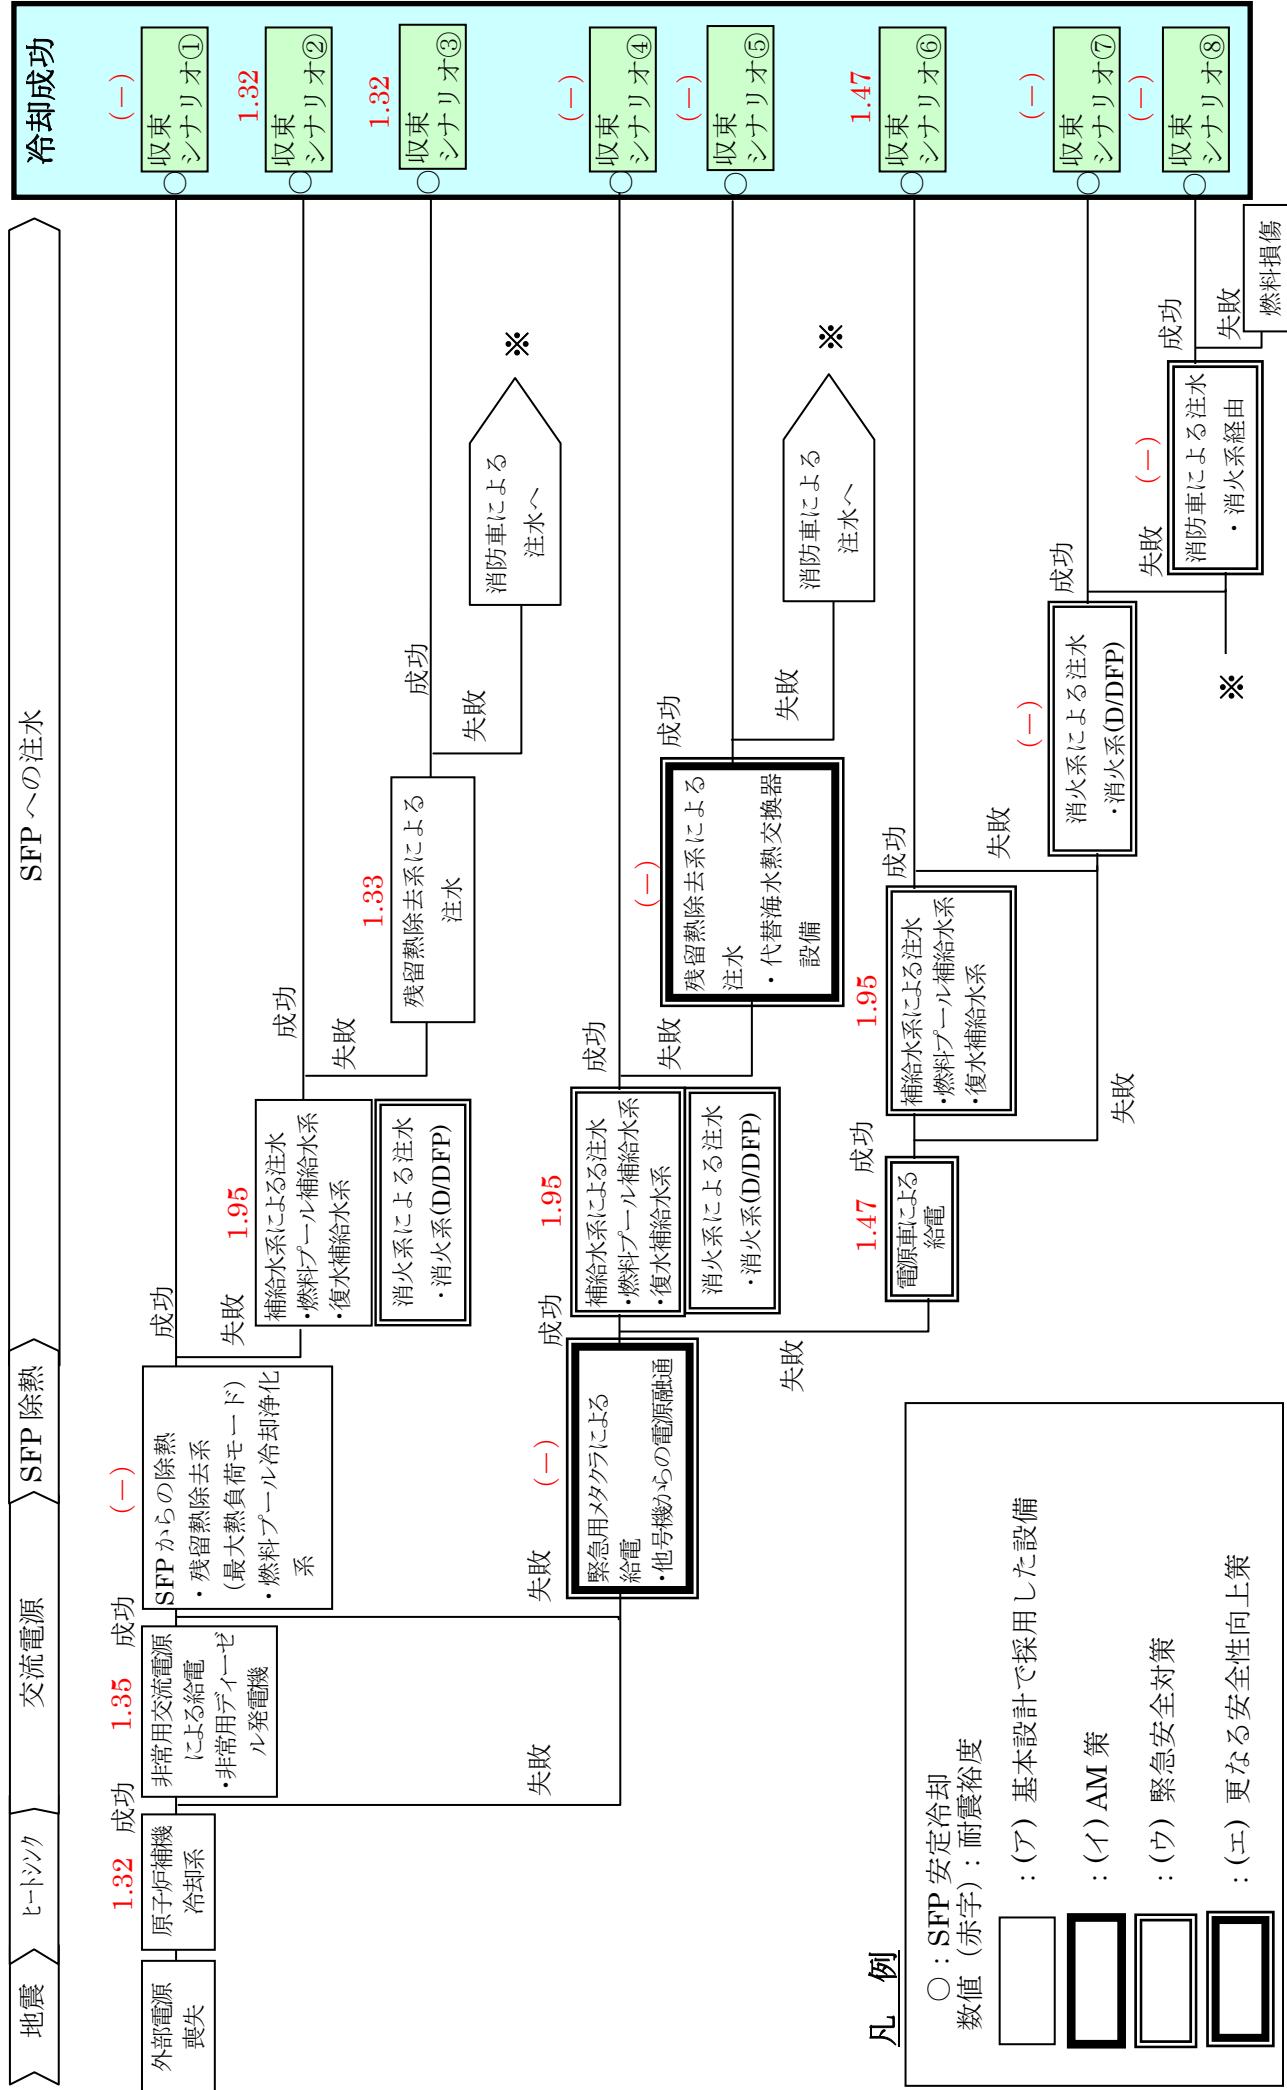 地震
ヒートシンク
交流電源
SFP 除熱
SFP への注水
冷却成功
外部電源
喪失
1.32
原子炉補機
冷却系
成功
失敗
1.35
非常用交流電源
による給電
・非常用ディーゼ
ル発電機
成功
失敗
(－)
SFP からの除熱
・残留熱除去系
(最大熱負荷モード)
・燃料プール冷却浄化
系
成功
失敗
(－)
収束
シナリオ①
1.95
補給水系による注水
・燃料プール補給水系
・復水補給水系
消火系による注水
・消火系(D/DFP)
成功
失敗
1.32
収束
シナリオ②
1.33
残留熱除去系による
注水
成功
失敗
1.32
収束
シナリオ③
消防車による
注水へ
※
(－)
緊急用メタクラによる
給電
・他号機からの電源融通
成功
失敗
1.95
補給水系による注水
・燃料プール補給水系
・復水補給水系
消火系による注水
・消火系(D/DFP)
成功
失敗
(－)
収束
シナリオ④
(－)
残留熱除去系による
注水
・代替海水熱交換器
設備
成功
失敗
(－)
収束
シナリオ⑤
消防車による
注水へ
※
1.47
電源車による
給電
成功
失敗
1.95
補給水系による注水
・燃料プール補給水系
・復水補給水系
成功
失敗
1.47
収束
シナリオ⑥
(－)
消火系による注水
・消火系(D/DFP)
成功
失敗
(－)
収束
シナリオ⑦
※
(－)
消防車による注水
・消火系経由
成功
失敗
(－)
収束
シナリオ⑧
燃料損傷
凡 例
○：SFP 安定冷却
数値（赤字）：耐震裕度
：(ア) 基本設計で採用した設備
：(イ) AM 策
：(ウ) 緊急安全対策
：(エ) 更なる安全性向上策